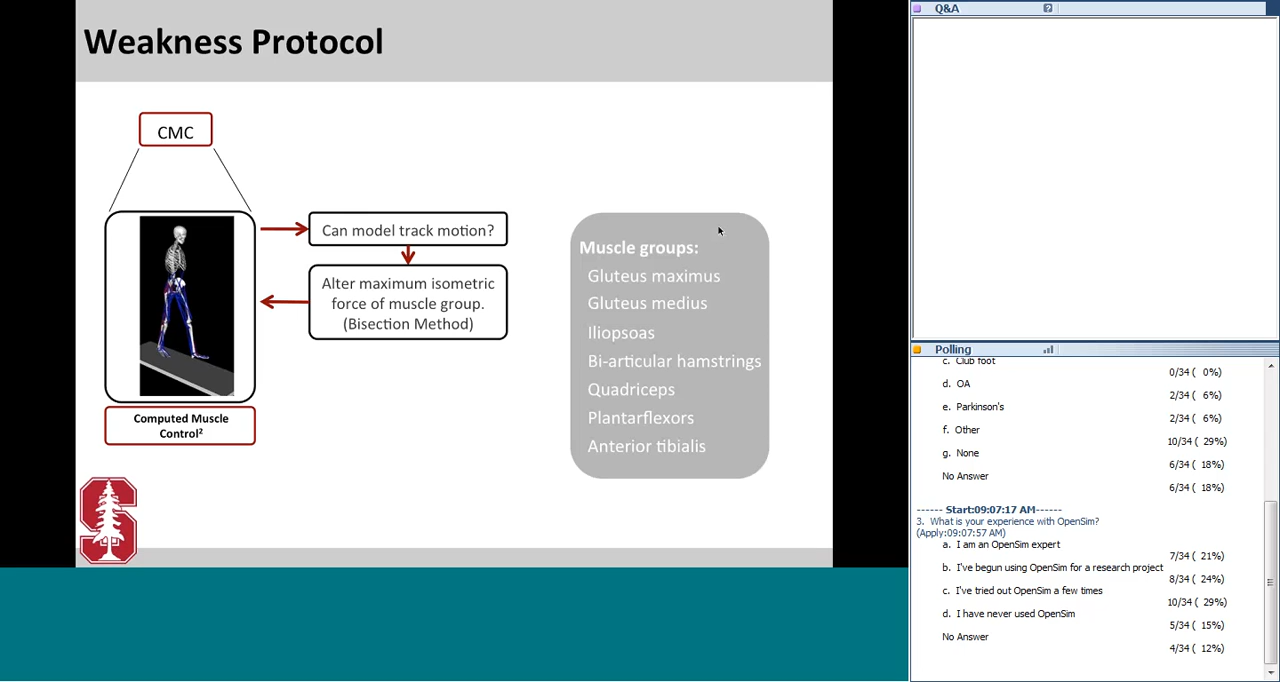 Weakness Protocol
CMC
Can model track motion?
Alter maximum isometric
force of muscle group.
(Bisection Method)
Computed Muscle
Control²
Muscle groups:
Gluteus maximus
Gluteus medius
Iliopsoas
Bi-articular hamstrings
Quadriceps
Plantarflexors
Anterior tibialis
Q&A
Polling
c. Club foot
0/34 ( 0%)
d. OA
2/34 ( 6%)
e. Parkinson's
2/34 ( 6%)
f. Other
10/34 ( 29%)
g. None
6/34 ( 18%)
No Answer
6/34 ( 18%)
------ Start:09:07:17 AM------
3. What is your experience with OpenSim?
(Apply:09:07:57 AM)
a. I am an OpenSim expert
7/34 ( 21%)
b. I've begun using OpenSim for a research project
8/34 ( 24%)
c. I've tried out OpenSim a few times
10/34 ( 29%)
d. I have never used OpenSim
5/34 ( 15%)
No Answer
4/34 ( 12%)